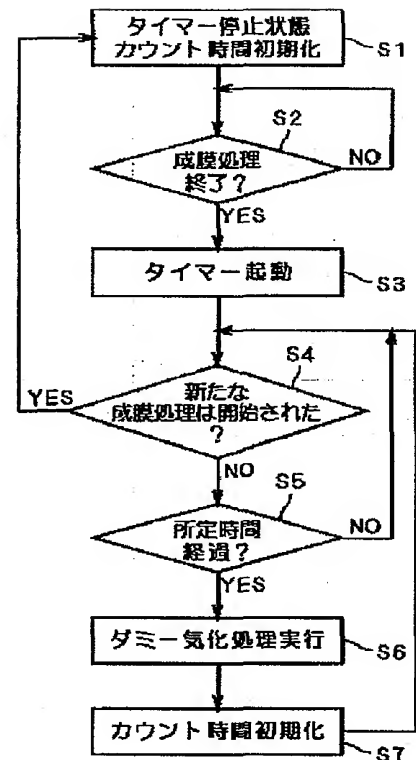 タイマー停止状態
カウント時間初期化
S1
S2
成膜処理
終了?
NO
YES
タイマー起動
S3
S4
新たな
成膜処理は開始された
?
YES
NO
S5
所定時間
経過?
NO
YES
ダミー気化処理実行
S6
カウント時間初期化
S7